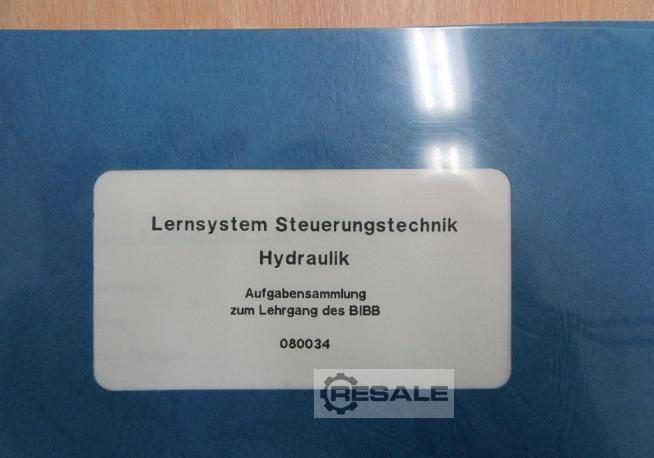 Lernsystem Steuerungstechnik
Hydraulik
Aufgabensammlung
zum Lehrgang des BIBB
080034
RESALE